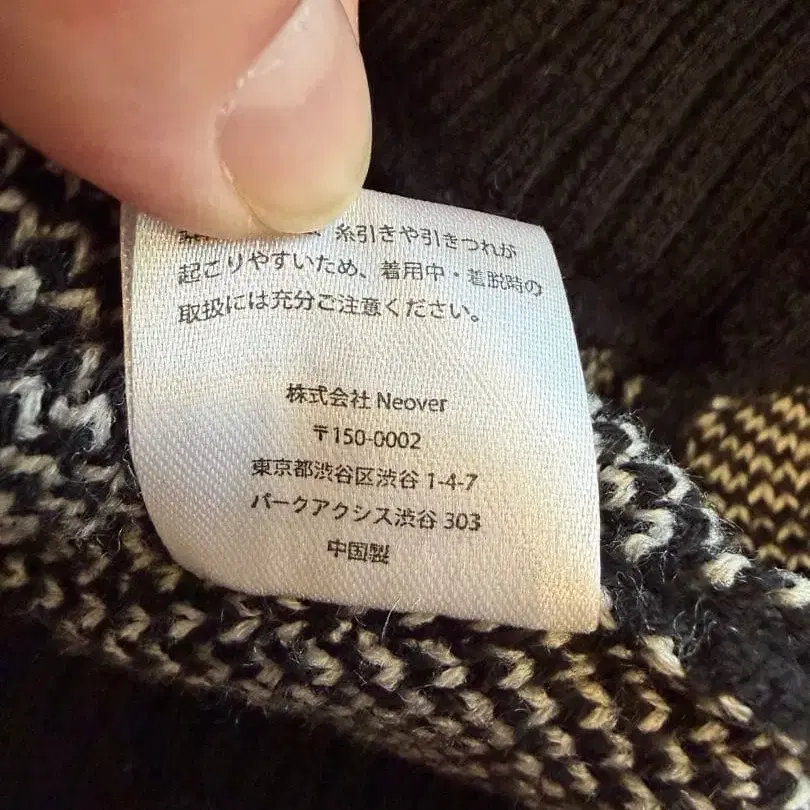 糸引きや引きつれが
起こりやすいため、着用中・着脱時の
取扱には充分ご注意ください。
株式会社 Neover
〒150-0002
東京都渋谷区渋谷 1-4-7
パークアクシス渋谷 303
中国製